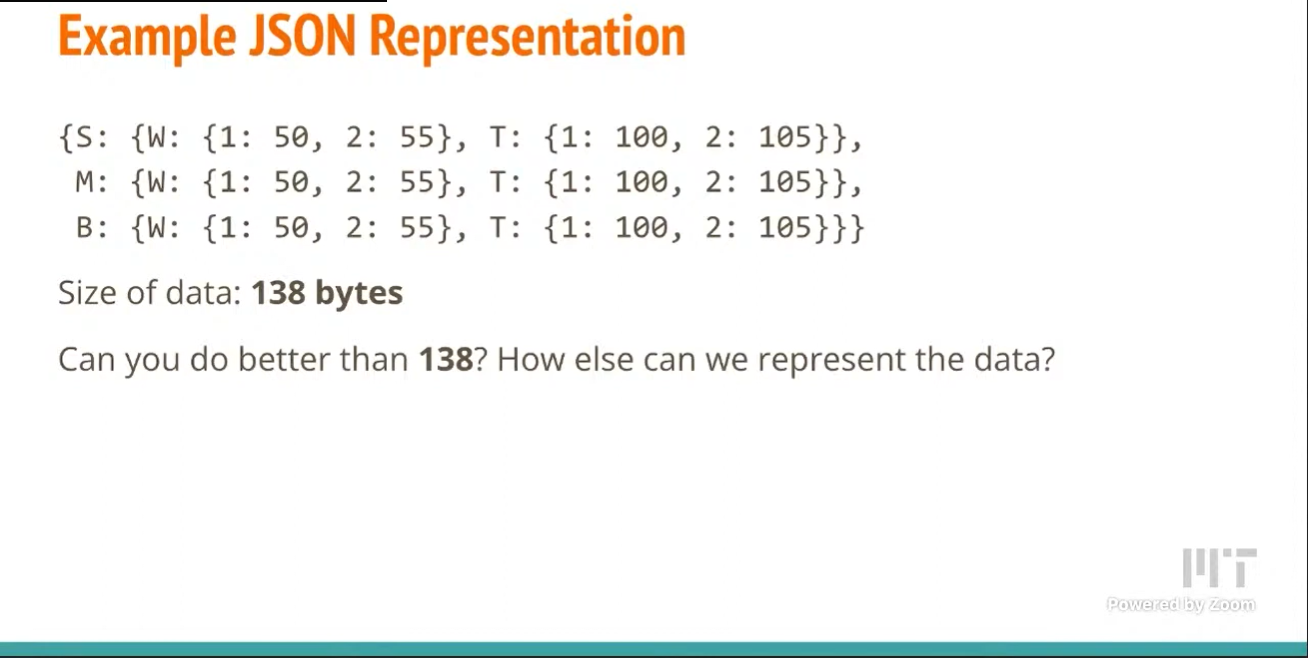 Example JSON Representation
{S: {W: {1: 50, 2: 55}, T: {1: 100, 2: 105}},
M: {W: {1: 50, 2: 55}, T: {1: 100, 2: 105}},
B: {W: {1: 50, 2: 55}, T: {1: 100, 2: 105}}}
Size of data: 138 bytes
Can you do better than 138? How else can we represent the data?
MIT
Powered by Zoom